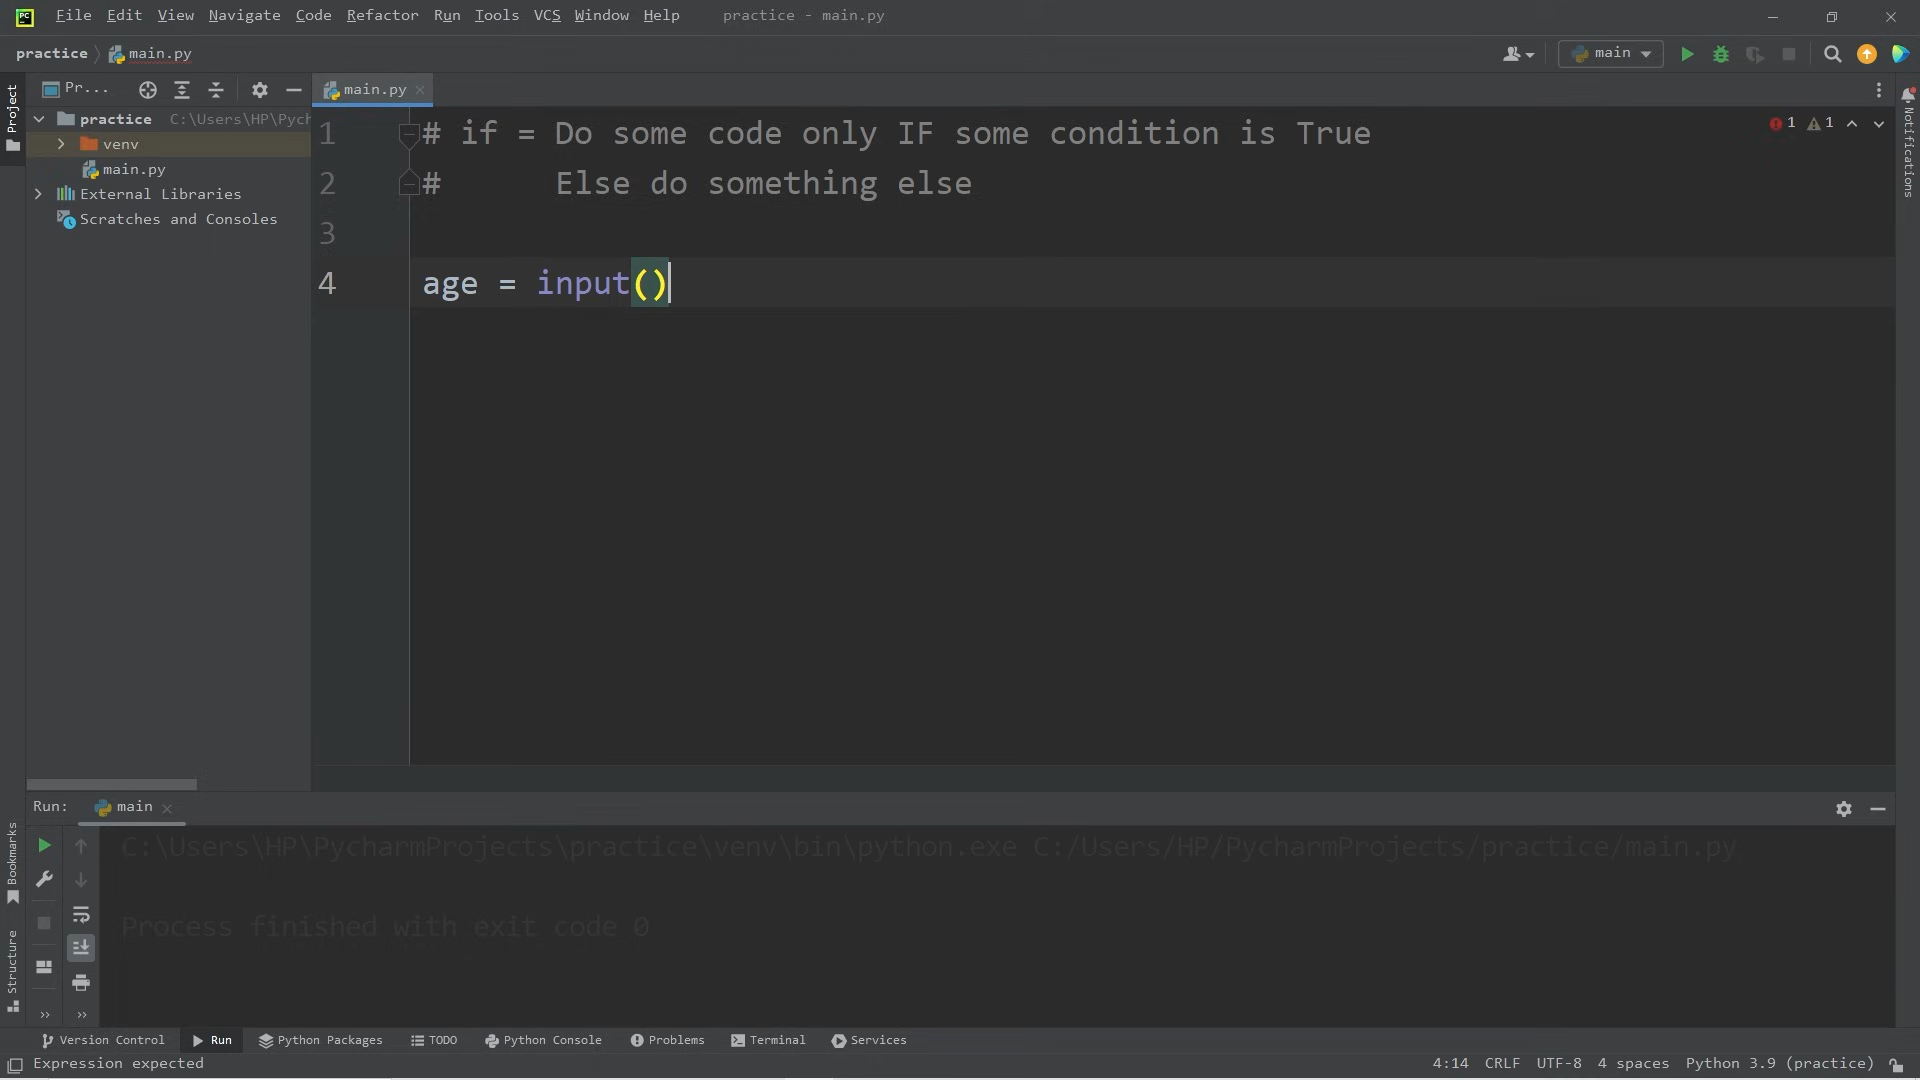 File Edit View Navigate Code Refactor Run Tools VCS Window Help practice - main.py
practice main.py
main
Project
Pr...
main.py
practice C:\Users\HP\Pych
venv
main.py
External Libraries
Scratches and Consoles
1 # if = Do some code only IF some condition is True
2 # Else do something else
3
4 age = input()
1 1
Notifications
Run: main
C:\Users\HP\PycharmProjects\practice\venv\bin\python.exe C:/Users/HP/PycharmProjects/practice/main.py
Process finished with exit code 0
Bookmarks
Structure
Version Control Run Python Packages TODO Python Console Problems Terminal Services
Expression expected 4:14 CRLF UTF-8 4 spaces Python 3.9 (practice)